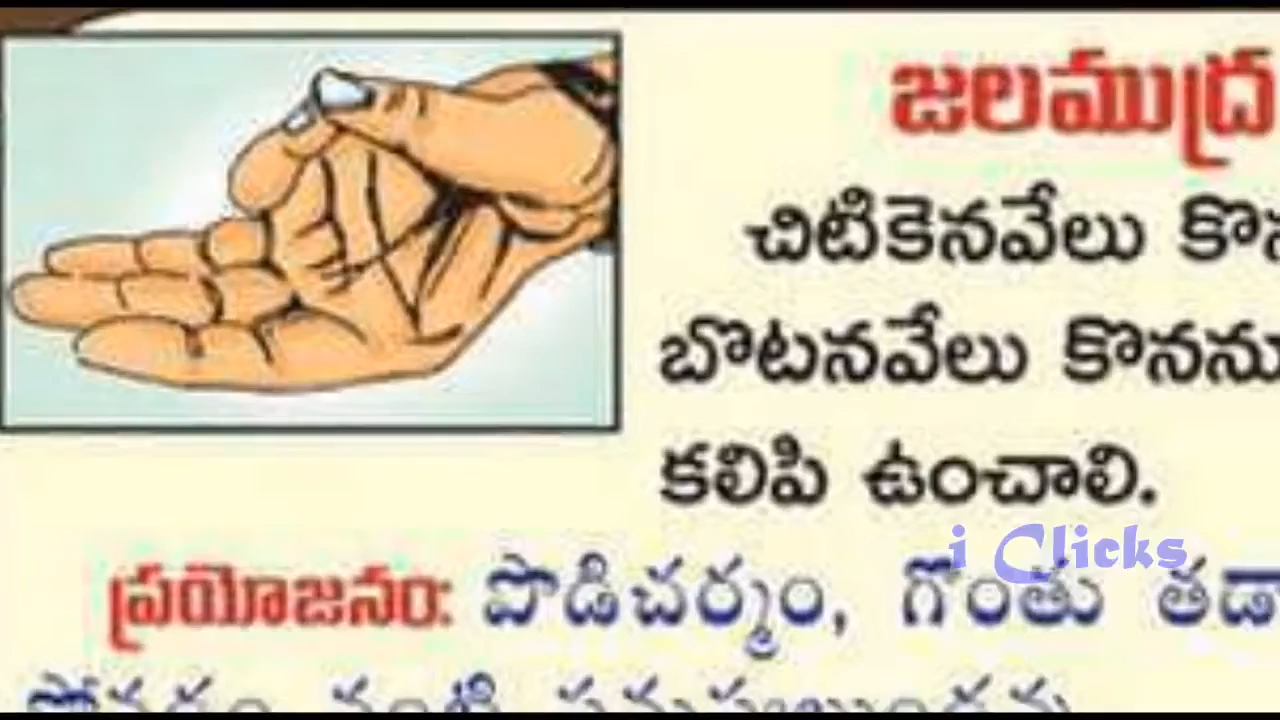 జలముద్ర
చిటికెనవేలు
బొటనవేలు కొనను
కలిపి ఉంచాలి.
i Clicks
ప్రయోజనం: పొడిచర్మం, గొంతు